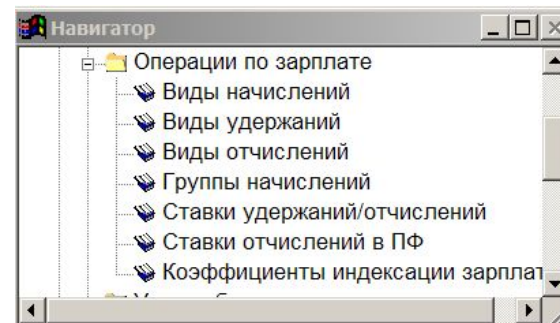 Навигатор
Операции по зарплате
Виды начислений
Виды удержаний
Виды отчислений
Группы начислений
Ставки удержаний/отчислений
Ставки отчислений в ПФ
Коэффициенты индексации зарплат